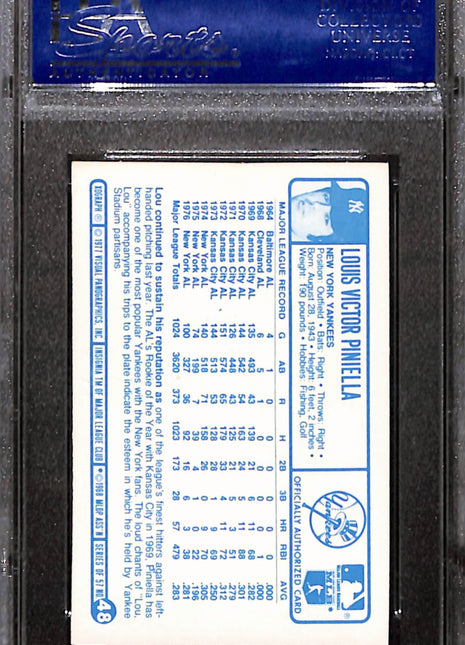 Sports
COLLECTORS
UNIVERSE
LOUIS VICTOR PINIELLA
NEW YORK YANKEES
Position: Outfield • Bats: Right • Throws: Right •
Born: August 28, 1943 • Height: 6 feet, 2 inches •
Weight: 190 pounds • Hobbies: Fishing, Golf
Yankees
MAJOR LEAGUE BASEBALL
OFFICIALLY AUTHORIZED CARD
MAJOR LEAGUE RECORD G AB R H 2B 3B HR RBI AVG
1964 Baltimore AL 4 1 0 0 0 0 0 0 .000
1968 Cleveland AL 6 5 1 0 0 0 0 1 .000
1969 Kansas City AL 135 493 43 139 21 6 11 68 .282
1970 Kansas City AL 144 542 54 163 24 5 11 88 .301
1971 Kansas City AL 126 448 43 125 21 5 3 51 .279
1972 Kansas City AL 151 574 65 179 33 4 11 72 .312
1973 Kansas City AL 144 513 53 128 28 1 9 69 .250
1974 New York AL 140 518 71 158 26 0 9 70 .305
1975 New York AL 74 199 7 39 4 1 0 22 .196
1976 New York AL 100 327 36 92 16 6 3 38 .281
Major League Totals 1024 3620 373 1023 173 28 57 479 .283
Lou continued to sustain his reputation as one of the league's finest hitters against left-
handed pitching last year. The AL's Rookie of the Year with Kansas City in 1969, Piniella has
become one of the most popular Yankees with the New York fans. The loud chants of "Lou,
Lou" accompanying his trips to the plate indicate the esteem in which he's held by Yankee
Stadium partisans.
XOGRAPH ® © 1977 VISUAL PANOGRAPHICS, INC. INSIGNIA TM OF MAJOR LEAGUE CLUB • ©1968 MLBP ASS'N SERIES OF 57 NO. 48